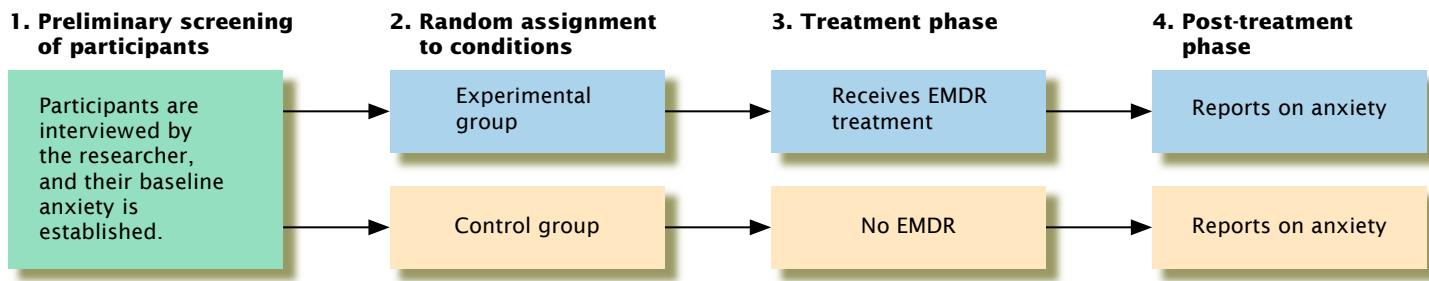 1. Preliminary screening
of participants
Participants are
interviewed by
the researcher,
and their baseline
anxiety is
established.
2. Random assignment
to conditions
Experimental
group
Control group
3. Treatment phase
Receives EMDR
treatment
No EMDR
4. Post-treatment
phase
Reports on anxiety
Reports on anxiety